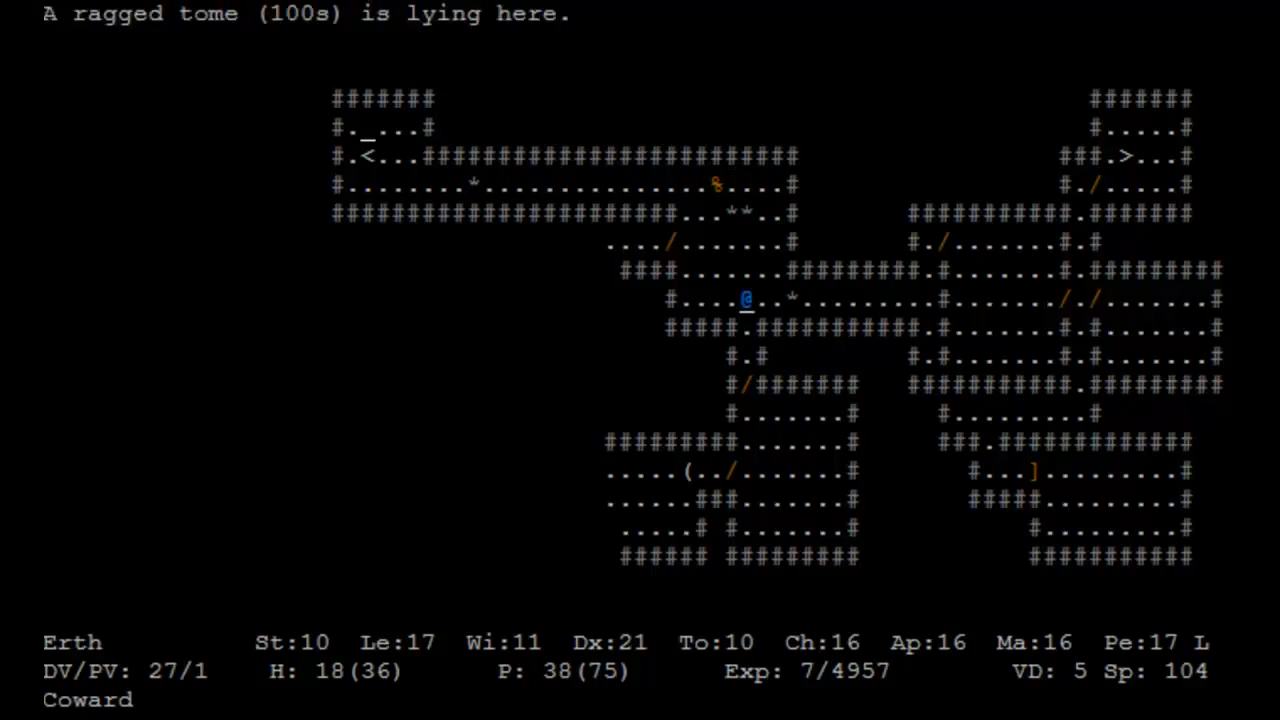 A ragged tome (100s) is lying here.
Erth St:10 Le:17 Wi:11 Dx:21 To:10 Ch:16 Ap:16 Ma:16 Pe:17 L
DV/PV: 27/1 H: 18(36) P: 38(75) Exp: 7/4957 VD: 5 Sp: 104
Coward